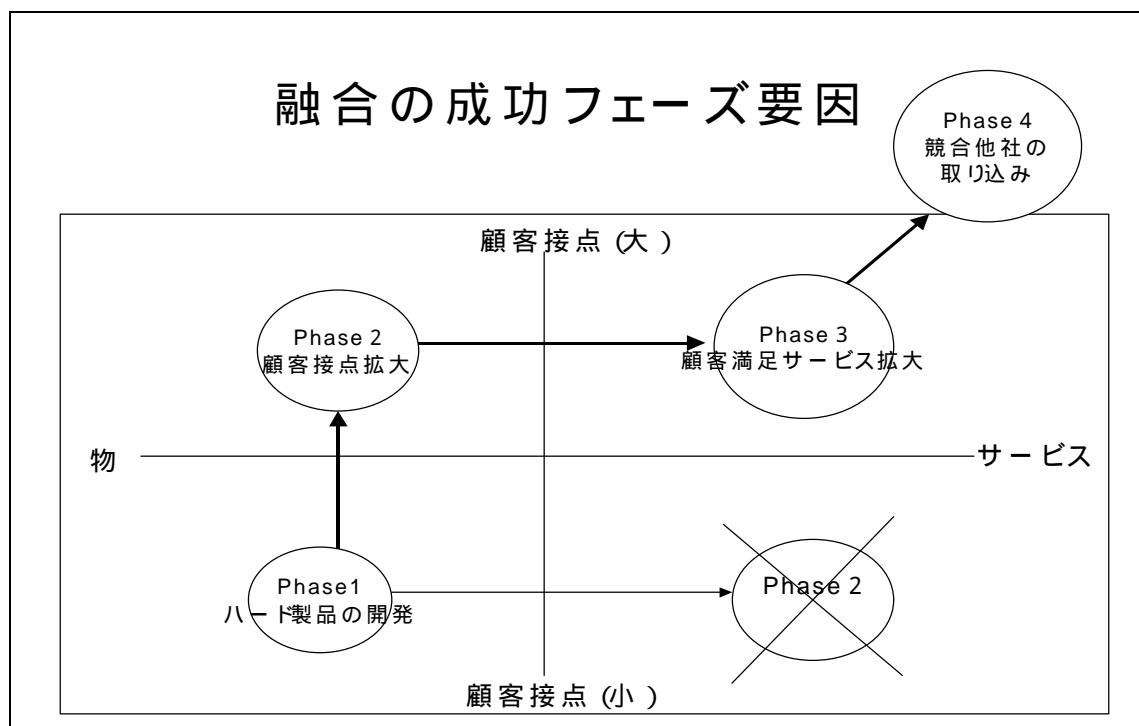 融合の成功フェーズ要因
Phase 4
競合他社の
取り込み
顧客接点 (大 )
Phase 2
顧客接点拡大
Phase 3
顧客満足サービス拡大
物
サービス
Phase1
ハード製品の開発
Phase 2
顧客接点 (小 )